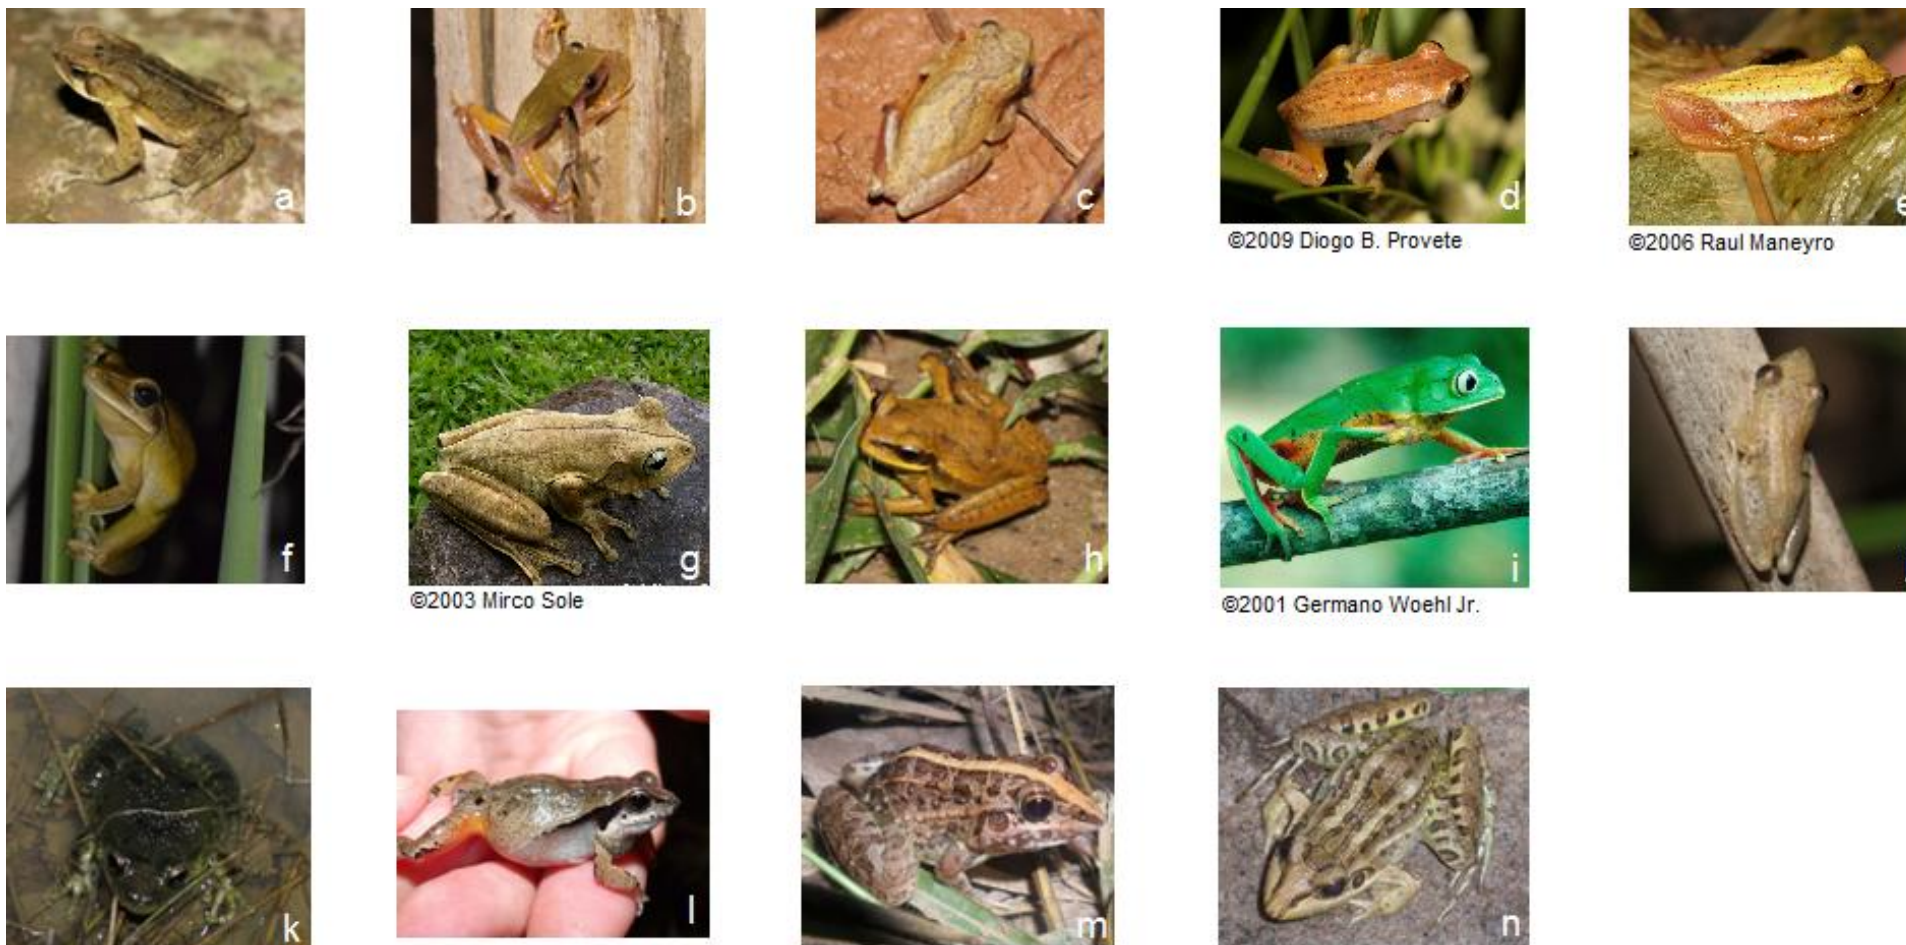 a
b
c
d
e
©2009 Diogo B. Provete
©2006 Raul Maneyro
f
g
h
i
©2003 Mirco Sole
©2001 Germano Woehl Jr.
k
l
m
n